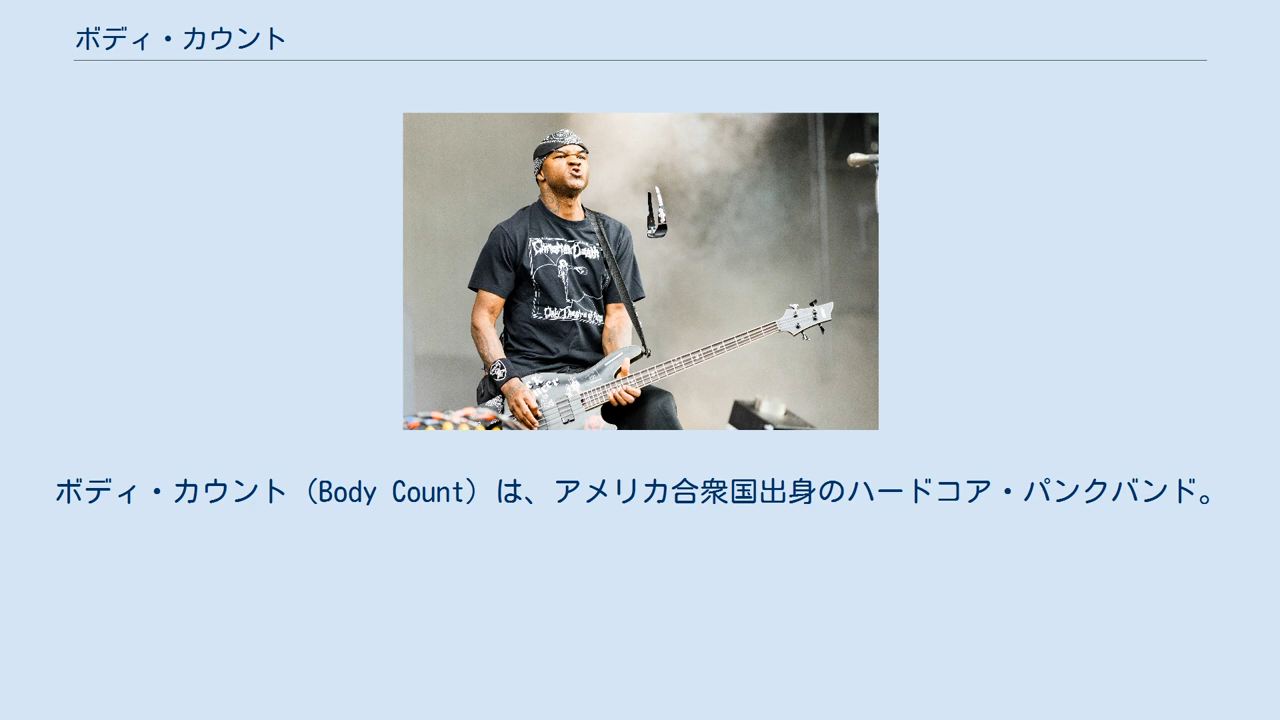 ボディ・カウント
Christian Death
ボディ・カウント（Body Count）は、アメリカ合衆国出身のハードコア・パンクバンド。